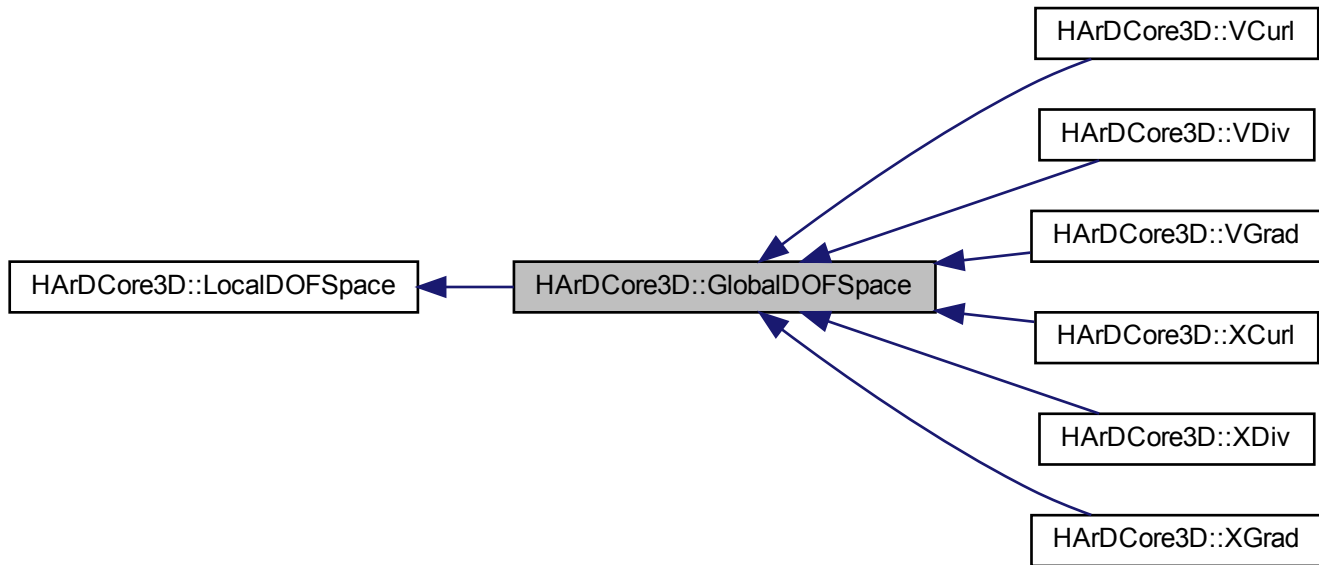 HArDCore3D::LocalDOFSpace
HArDCore3D::GlobalDOFSpace
HArDCore3D::VCurl
HArDCore3D::VDiv
HArDCore3D::VGrad
HArDCore3D::XCurl
HArDCore3D::XDiv
HArDCore3D::XGrad